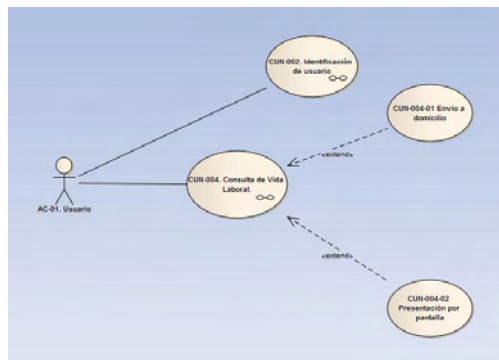 CUN-002. Identificación
de usuario
CUN-004-01 Envío a
domicilio
«extend»
CUN-004. Consulta de Vida
Laboral.
AC-01. Usuario
«extend»
CUN-004-02
Presentación por
pantalla